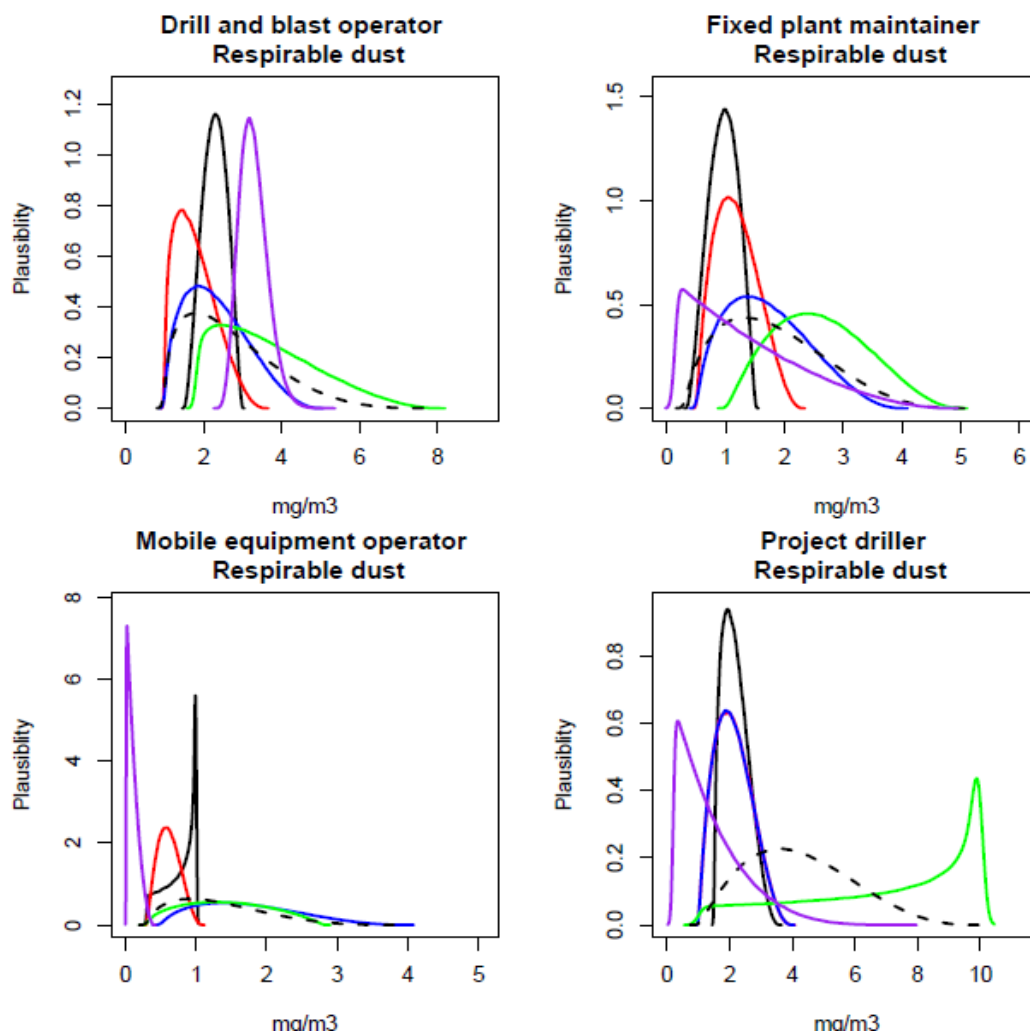 Drill and blast operator
Respirable dust
Plausiblity
0.0 0.2 0.4 0.6 0.8 1.0 1.2
0 2 4 6 8
mg/m3
Fixed plant maintainer
Respirable dust
Plausiblity
0.0 0.5 1.0 1.5
0 1 2 3 4 5 6
mg/m3
Mobile equipment operator
Respirable dust
Plausiblity
0 2 4 6 8
0 1 2 3 4 5
mg/m3
Project driller
Respirable dust
Plausiblity
0.0 0.2 0.4 0.6 0.8
0 2 4 6 8 10
mg/m3